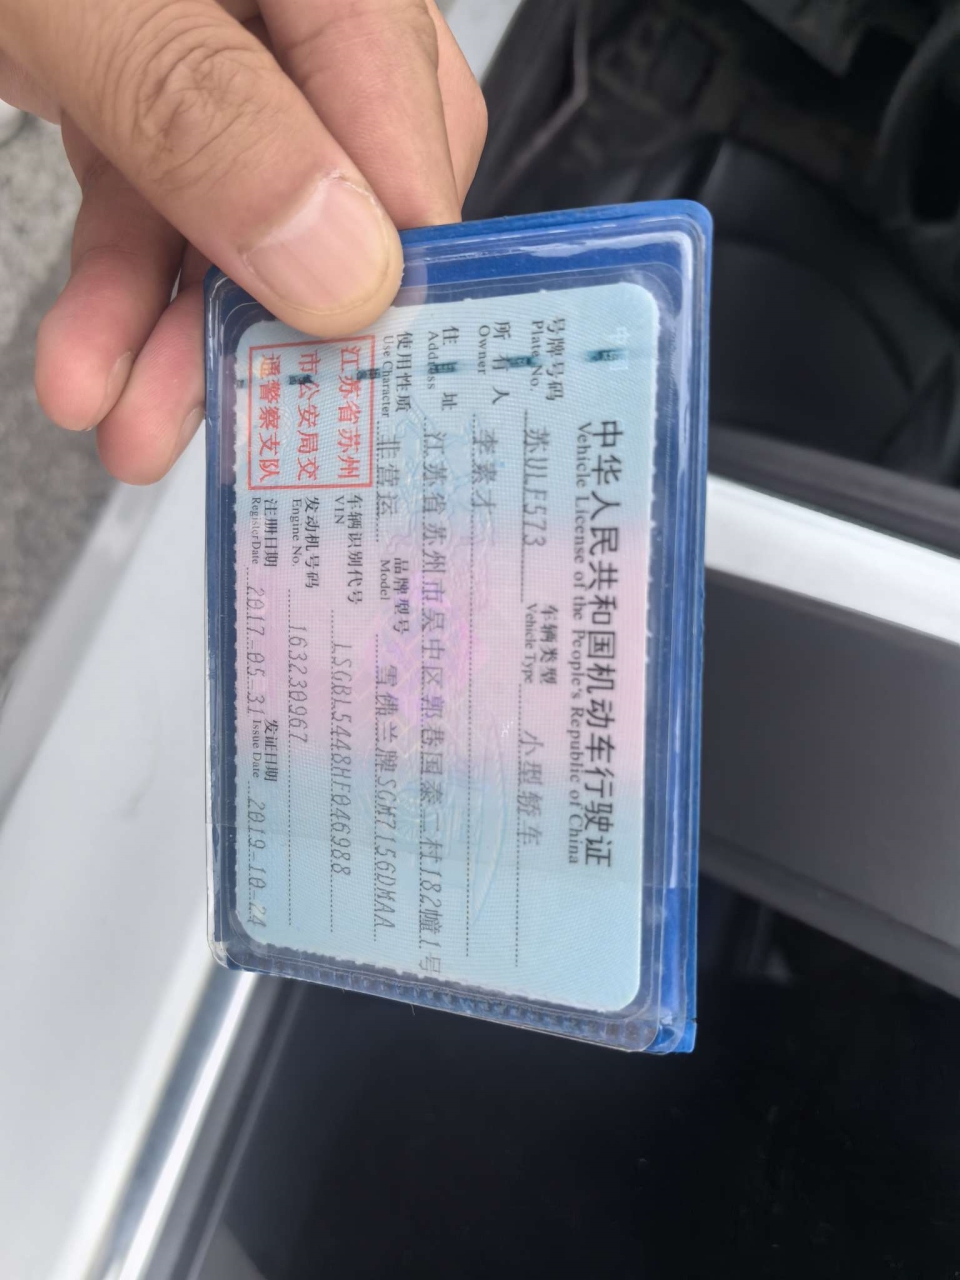 中华人民共和国机动车行驶证
Vehicle License of the People's Republic of China
号牌号码 苏ULF573 车辆类型 小型轿车
Plate No. Vehicle Type
所有人 李素才
Owner
住址 江苏省苏州市吴中区郭巷国泰二村182幢1号
Address
使用性质 非营运 品牌型号 雪佛兰牌SGM7156DMAA
Use Character Model
江苏省苏州
市公安局交
通警察支队
车辆识别代号 LSGBL5448HF046988
VIN
发动机号码 163230967
Engine No.
注册日期 2017-05-31 发证日期 2019-10-24
Register Date Issue Date